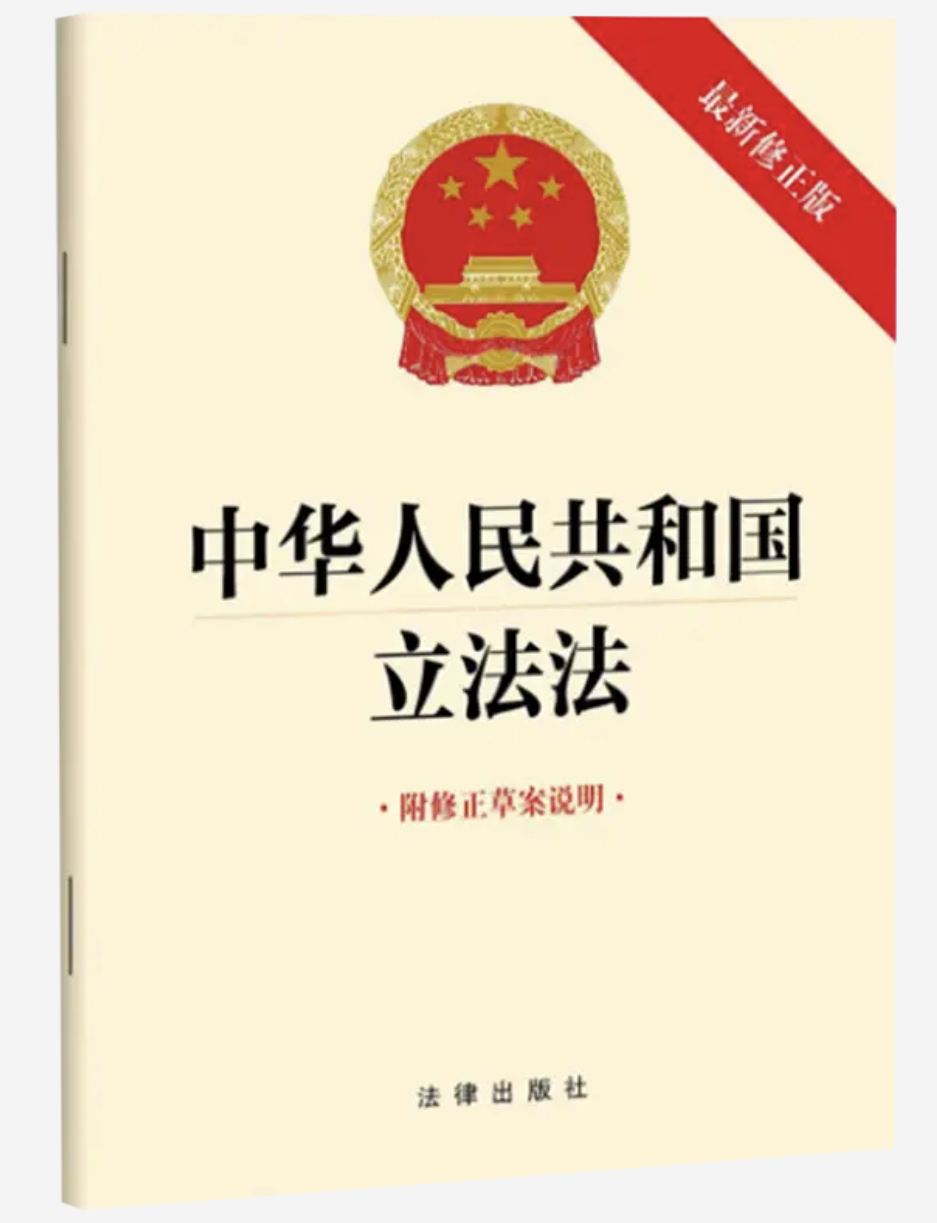 最新修正版
中华人民共和国
立法法
·附修正草案说明·
法律出版社